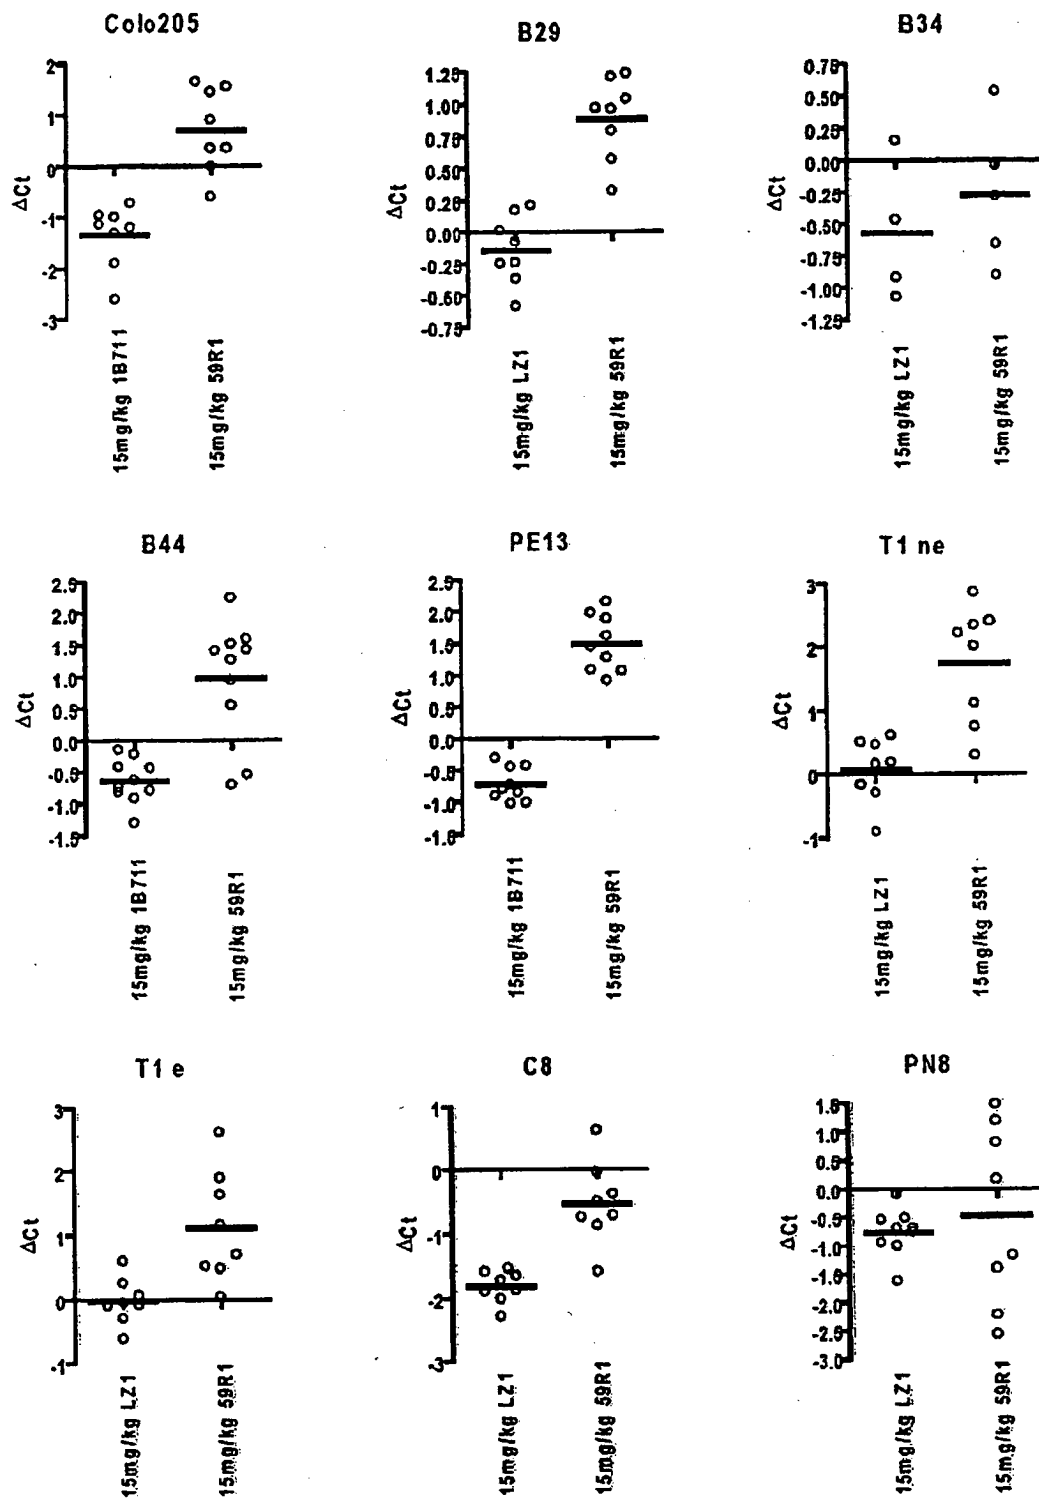 Colo205
B29
B34
2
1
0
-1
-2
-3
ΔCt
15mg/kg 1B711
15mg/kg 59R1
1.25
1.00
0.75
0.50
0.25
0.00
-0.25
-0.50
-0.75
ΔCt
15mg/kg LZ1
15mg/kg 59R1
0.75
0.50
0.25
0.00
-0.25
-0.50
-0.75
-1.00
-1.25
ΔCt
15mg/kg LZ1
15mg/kg 59R1
B44
PE13
T1 ne
2.5
2.0
1.5
1.0
0.5
0.0
-0.5
-1.0
-1.5
ΔCt
15mg/kg 1B711
15mg/kg 59R1
2.5
2.0
1.5
1.0
0.5
0.0
-0.5
-1.0
-1.5
ΔCt
15mg/kg 1B711
15mg/kg 59R1
3
2
1
0
-1
ΔCt
15mg/kg LZ1
15mg/kg 59R1
T1 e
C8
PN8
3
2
1
0
-1
ΔCt
15mg/kg LZ1
15mg/kg 59R1
1
0
-1
-2
-3
ΔCt
15mg/kg LZ1
15mg/kg 59R1
1.5
1.0
0.5
0.0
-0.5
-1.0
-1.5
-2.0
-2.5
-3.0
ΔCt
15mg/kg LZ1
15mg/kg 59R1